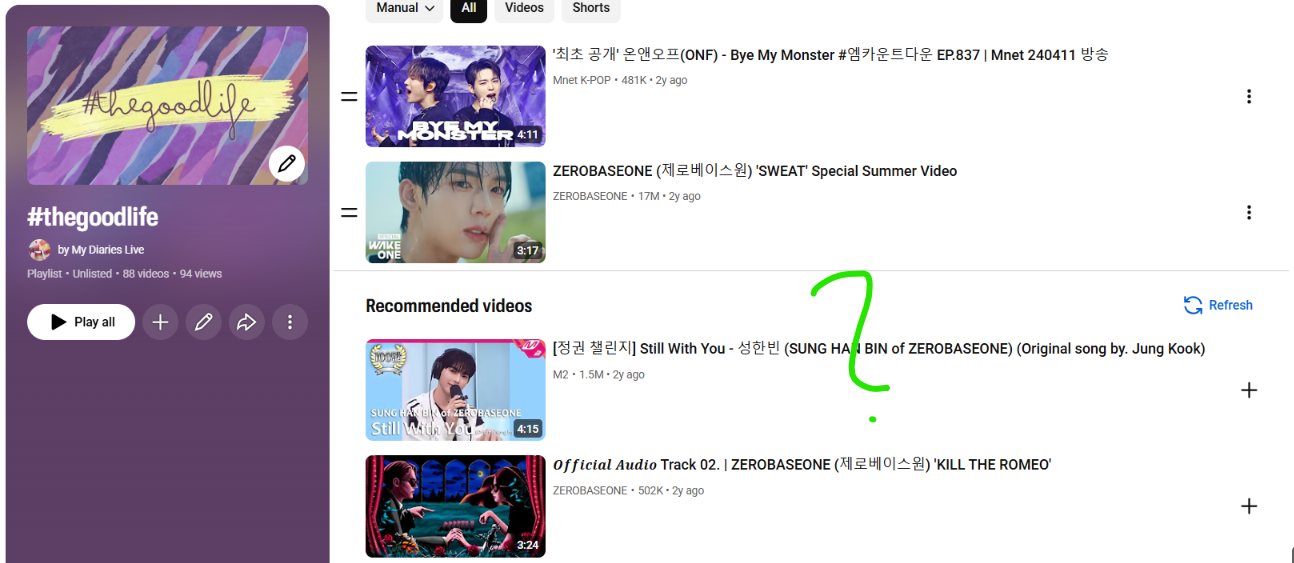 Manual All Videos Shorts
#thegoodlife
#thegoodlife
by My Diaries Live
Playlist • Unlisted • 88 videos • 94 views
Play all
BYE MY
MONSTER
4:11
'최초 공개' 온앤오프(ONF) - Bye My Monster #엠카운트다운 EP.837 | Mnet 240411 방송
Mnet K-POP • 481K • 2y ago
SPECIAL
WAKE
ONE
3:17
ZEROBASEONE (제로베이스원) 'SWEAT' Special Summer Video
ZEROBASEONE • 17M • 2y ago
Recommended videos
Refresh
?
SUNG HAN BIN of ZEROBASEONE
Still With You
4:15
[정권 챌린지] Still With You - 성한빈 (SUNG HAN BIN of ZEROBASEONE) (Original song by. Jung Kook)
M2 • 1.5M • 2y ago
3:24
Official Audio Track 02. | ZEROBASEONE (제로베이스원) 'KILL THE ROMEO'
ZEROBASEONE • 502K • 2y ago